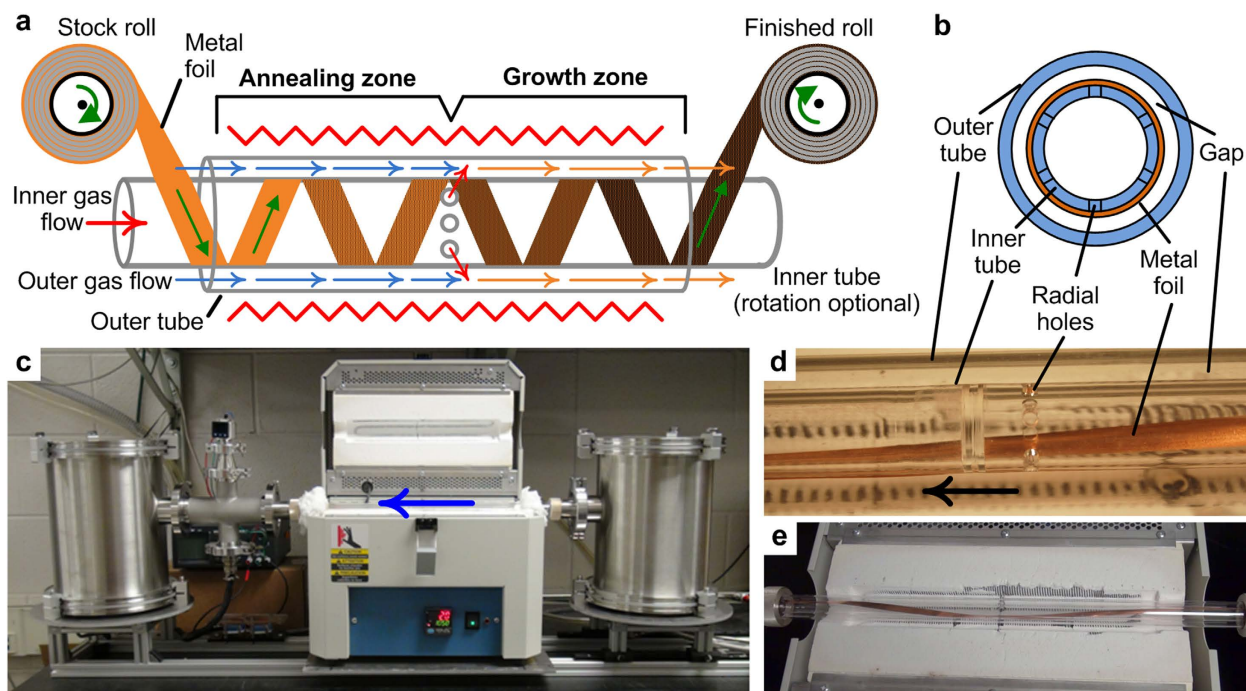 a
Stock roll
Metal
foil
Finished roll
Annealing zone
Growth zone
Inner gas
flow
Outer gas flow
Outer tube
Inner tube
(rotation optional)
b
Outer
tube
Gap
Inner
tube
Radial
holes
Metal
foil
c
d
e